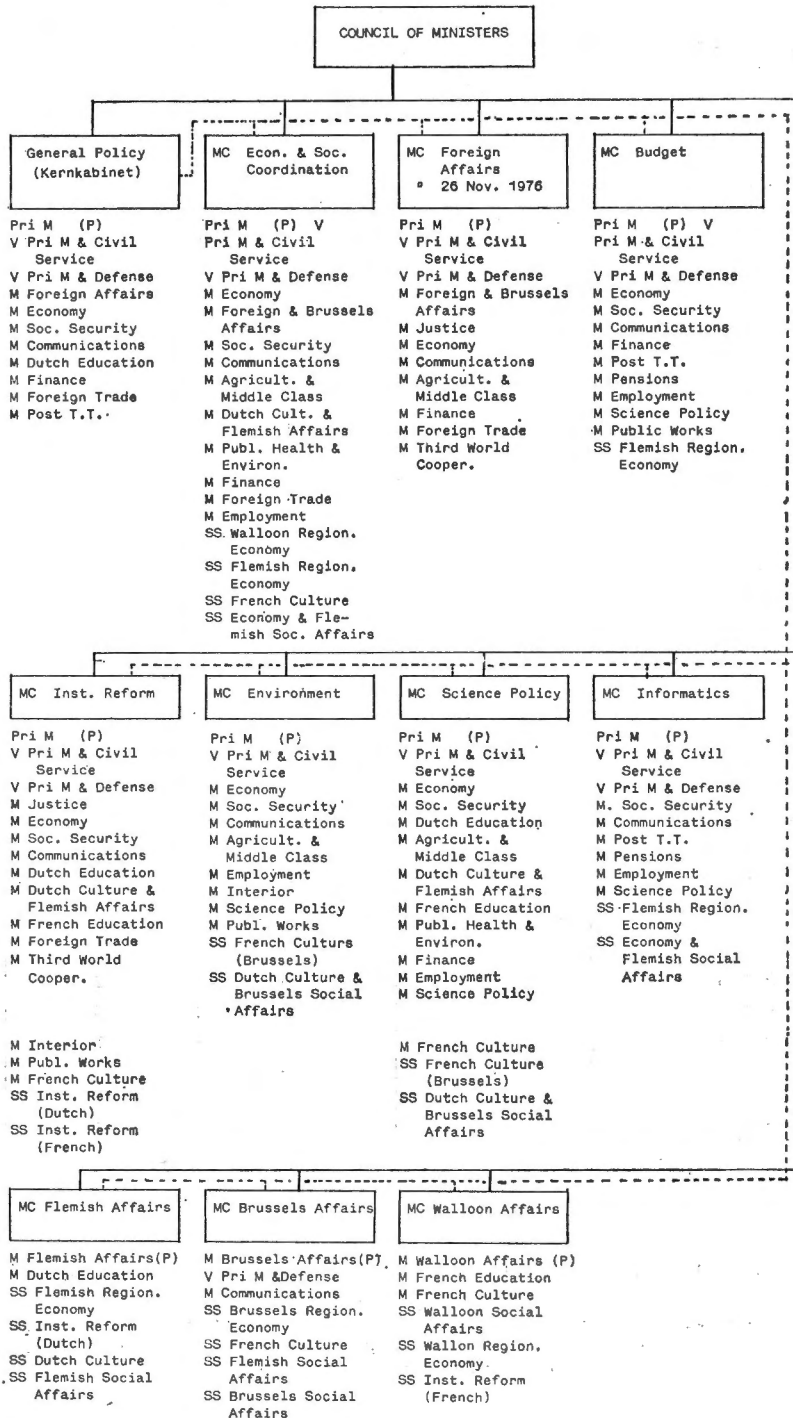 COUNCIL OF MINISTERS
General Policy
(Kernkabinet)
Pri M (P)
V Pri M & Civil
Service
V Pri M & Defense
M Foreign Affairs
M Economy
M Soc. Security
M Communications
M Dutch Education
M Finance
M Foreign Trade
M Post T.T.
MC Econ. & Soc.
Coordination
Pri M (P) V
Pri M & Civil
Service
V Pri M & Defense
M Economy
M Foreign & Brussels
Affairs
M Soc. Security
M Communications
M Agricult. &
Middle Class
M Dutch Cult. &
Flemish Affairs
M Publ. Health &
Environ.
M Finance
M Foreign Trade
M Employment
SS. Walloon Region.
Economy
SS Flemish Region.
Economy
SS French Culture
SS Economy & Fle-
mish Soc. Affairs
MC Foreign
Affairs
° 26 Nov. 1976
Pri M (P)
V Pri M & Civil
Service
V Pri M & Defense
M Foreign & Brussels
Affairs
M Justice
M Economy
M Communications
M Agricult. &
Middle Class
M Finance
M Foreign Trade
M Third World
Cooper.
MC Budget
Pri M (P) V
Pri M & Civil
Service
V Pri M & Defense
M Economy
M Soc. Security
M Communications
M Finance
M Post T.T.
M Pensions
M Employment
M Science Policy
M Public Works
SS Flemish Region.
Economy
MC Inst. Reform
Pri M (P)
V Pri M & Civil
Service
V Pri M & Defense
M Justice
M Economy
M Soc. Security
M Communications
M Dutch Education
M Dutch Culture &
Flemish Affairs
M French Education
M Foreign Trade
M Third World
Cooper.
M Interior
M Publ. Works
M French Culture
SS Inst. Reform
(Dutch)
SS Inst. Reform
(French)
MC Environment
Pri M (P)
V Pri M & Civil
Service
M Economy
M Soc. Security
M Communications
M Agricult. &
Middle Class
M Employment
M Interior
M Science Policy
M Publ. Works
SS French Culture
(Brussels)
SS Dutch Culture &
Brussels Social
Affairs
MC Science Policy
Pri M (P)
V Pri M & Civil
Service
M Economy
M Soc. Security
M Dutch Education
M Agricult. &
Middle Class
M Dutch Culture &
Flemish Affairs
M French Education
M Publ. Health &
Environ.
M Finance
M Employment
M Science Policy
M French Culture
SS French Culture
(Brussels)
SS Dutch Culture &
Brussels Social
Affairs
MC Informatics
Pri M (P)
V Pri M & Civil
Service
V Pri M & Defense
M. Soc. Security
M Communications
M Post T.T.
M Pensions
M Employment
M Science Policy
SS Flemish Region.
Economy
SS Economy &
Flemish Social
Affairs
MC Flemish Affairs
M Flemish Affairs(P)
M Dutch Education
SS Flemish Region.
Economy
SS Inst. Reform
(Dutch)
SS Dutch Culture
SS Flemish Social
Affairs
MC Brussels Affairs
M Brussels Affairs(P)
V Pri M &Defense
M Communications
SS Brussels Region.
Economy
SS French Culture
SS Flemish Social
Affairs
SS Brussels Social
Affairs
MC Walloon Affairs
M Walloon Affairs (P)
M French Education
M French Culture
SS Walloon Social
Affairs
SS Wallon Region.
Economy
SS Inst. Reform
(French)